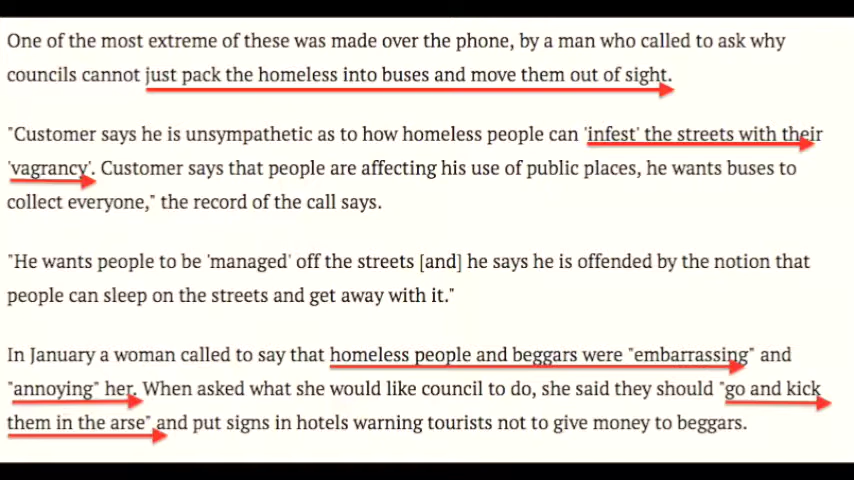 One of the most extreme of these was made over the phone, by a man who called to ask why
councils cannot just pack the homeless into buses and move them out of sight.
"Customer says he is unsympathetic as to how homeless people can 'infest' the streets with their
'vagrancy'. Customer says that people are affecting his use of public places, he wants buses to
collect everyone," the record of the call says.
"He wants people to be 'managed' off the streets [and] he says he is offended by the notion that
people can sleep on the streets and get away with it."
In January a woman called to say that homeless people and beggars were "embarrassing" and
"annoying" her. When asked what she would like council to do, she said they should "go and kick
them in the arse" and put signs in hotels warning tourists not to give money to beggars.